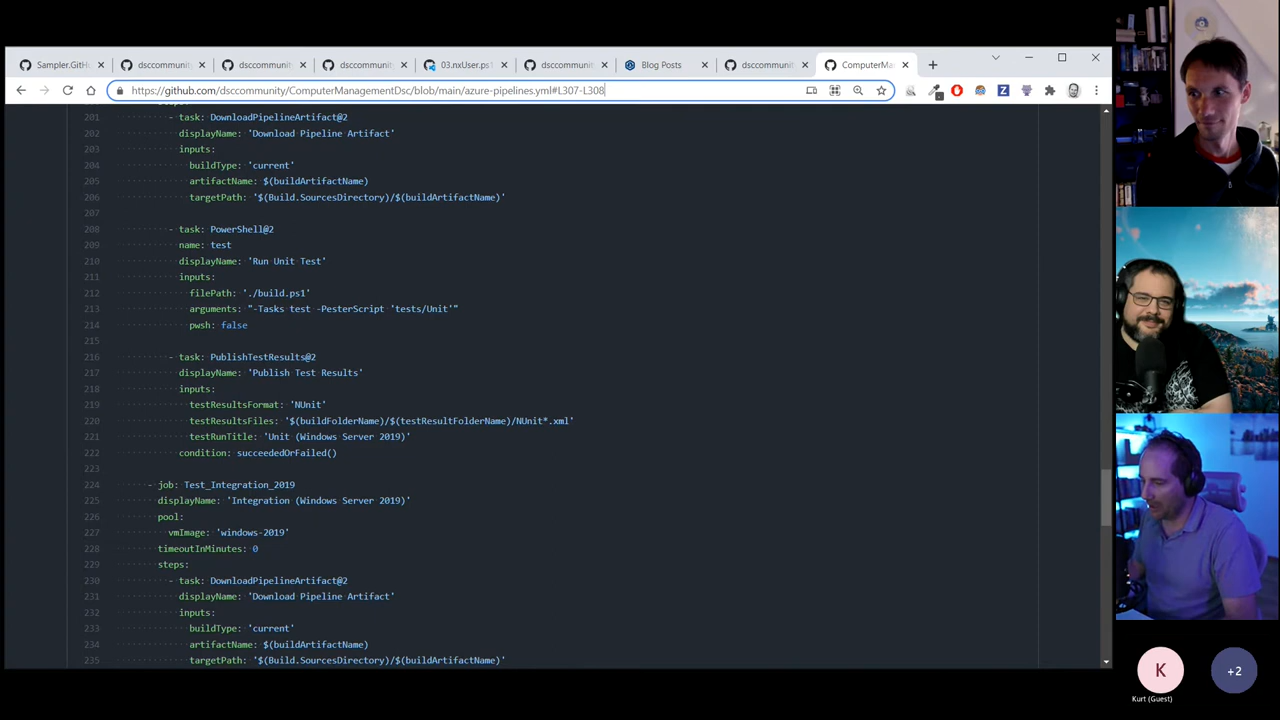 Sampler.GitHu
dsccommunity
dsccommunity
dsccommunity
03.nxUser.ps1
dsccommunity
Blog Posts
dsccommunity
ComputerMa
https://github.com/dsccommunity/ComputerManagementDsc/blob/main/azure-pipelines.yml#L307-L308
201 - task: DownloadPipelineArtifact@2
202 displayName: 'Download Pipeline Artifact'
203 inputs:
204 buildType: 'current'
205 artifactName: $(buildArtifactName)
206 targetPath: '$(Build.SourcesDirectory)/$(buildArtifactName)'
207
208 - task: PowerShell@2
209 name: test
210 displayName: 'Run Unit Test'
211 inputs:
212 filePath: './build.ps1'
213 arguments: "-Tasks test -PesterScript 'tests/Unit'"
214 pwsh: false
215
216 - task: PublishTestResults@2
217 displayName: 'Publish Test Results'
218 inputs:
219 testResultsFormat: 'NUnit'
220 testResultsFiles: '$(buildFolderName)/$(testResultFolderName)/NUnit*.xml'
221 testRunTitle: 'Unit (Windows Server 2019)'
222 condition: succeededOrFailed()
223
224 - job: Test_Integration_2019
225 displayName: 'Integration (Windows Server 2019)'
226 pool:
227 vmImage: 'windows-2019'
228 timeoutInMinutes: 0
229 steps:
230 - task: DownloadPipelineArtifact@2
231 displayName: 'Download Pipeline Artifact'
232 inputs:
233 buildType: 'current'
234 artifactName: $(buildArtifactName)
235 targetPath: '$(Build.SourcesDirectory)/$(buildArtifactName)'
K
+2
Kurt (Guest)